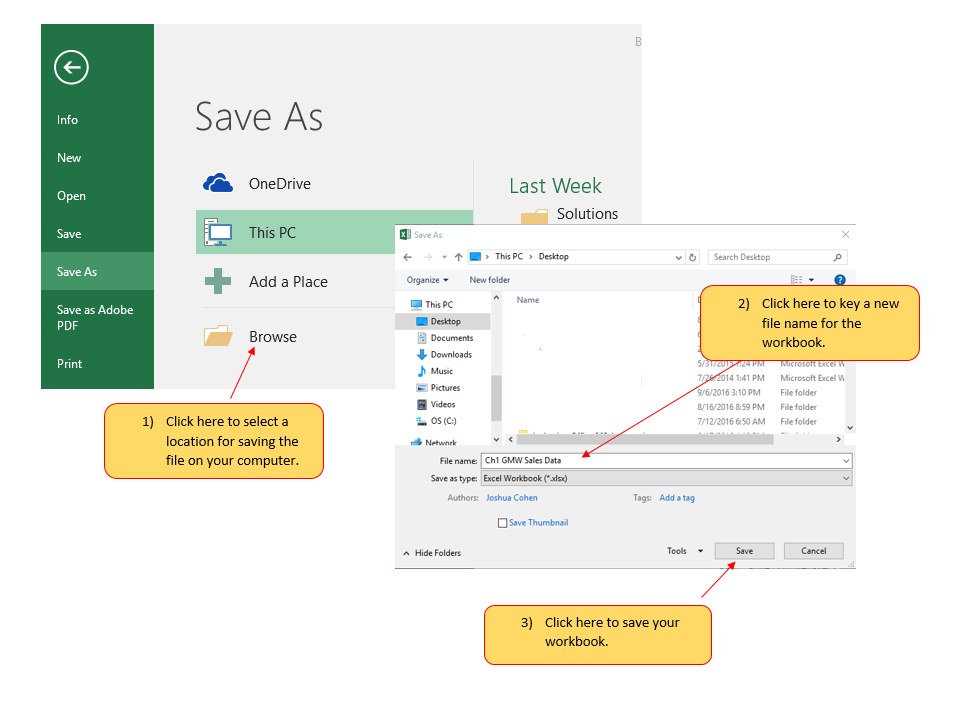 B
Info
New
Open
Save
Save As
Save as Adobe
PDF
Print
Save As
OneDrive
This PC
Add a Place
Browse
Last Week
Solutions
Save As
This PC > Desktop
Search Desktop
Organize
New folder
?
Name
This PC
Desktop
Documents
Downloads
Music
Pictures
Videos
OS (C:)
Network
5/31/2015 1:24 PM Microsoft Excel W
7/26/2014 1:41 PM Microsoft Excel W
9/6/2016 3:10 PM File folder
8/16/2016 8:59 PM File folder
7/12/2016 6:50 AM File folder
File name: Ch1 GMW Sales Data
Save as type: Excel Workbook (*.xlsx)
Authors: Joshua Cohen
Tags: Add a tag
Save Thumbnail
Hide Folders
Tools
Save
Cancel
1) Click here to select a
location for saving the
file on your computer.
2) Click here to key a new
file name for the
workbook.
3) Click here to save your
workbook.